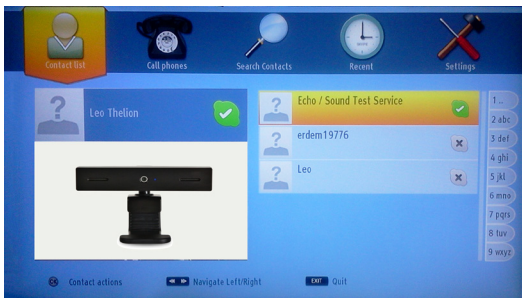 Contact list
Call phones
Search Contacts
Recent
Settings
Leo Thelion
Echo / Sound Test Service
erdem19776
Leo
1 ..
2 abc
3 def
4 ghi
5 jkl
6 mno
7 pqrs
8 tuv
9 wxyz
OK Contact actions
Navigate Left/Right
EXIT Quit